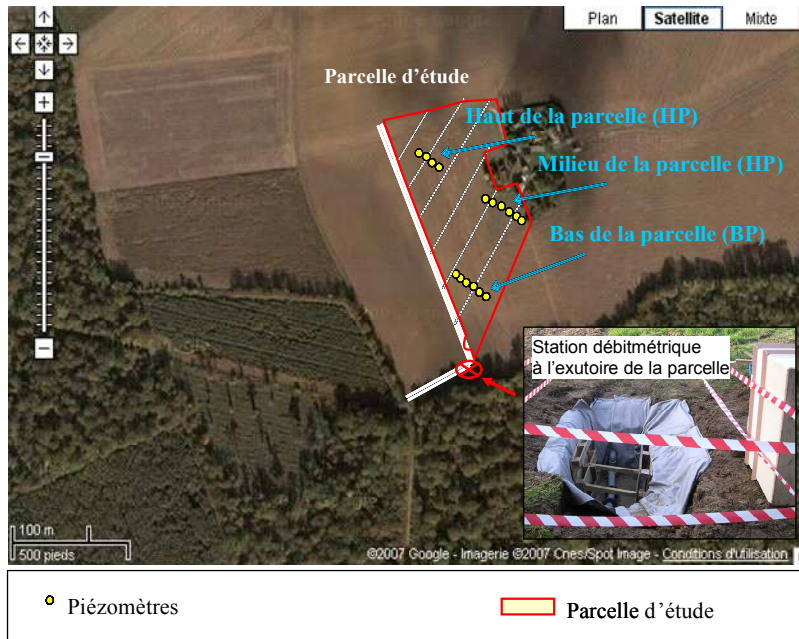 Plan
Satellite
Mixte
Parcelle d'étude
Haut de la parcelle (HP)
Milieu de la parcelle (HP)
Bas de la parcelle (BP)
Station débitmétrique
à l'exutoire de la parcelle
100 m
500 pieds
©2007 Google - Imagerie ©2007 Cnes/Spot Image - Conditions d'utilisation
Piézomètres
Parcelle d'étude